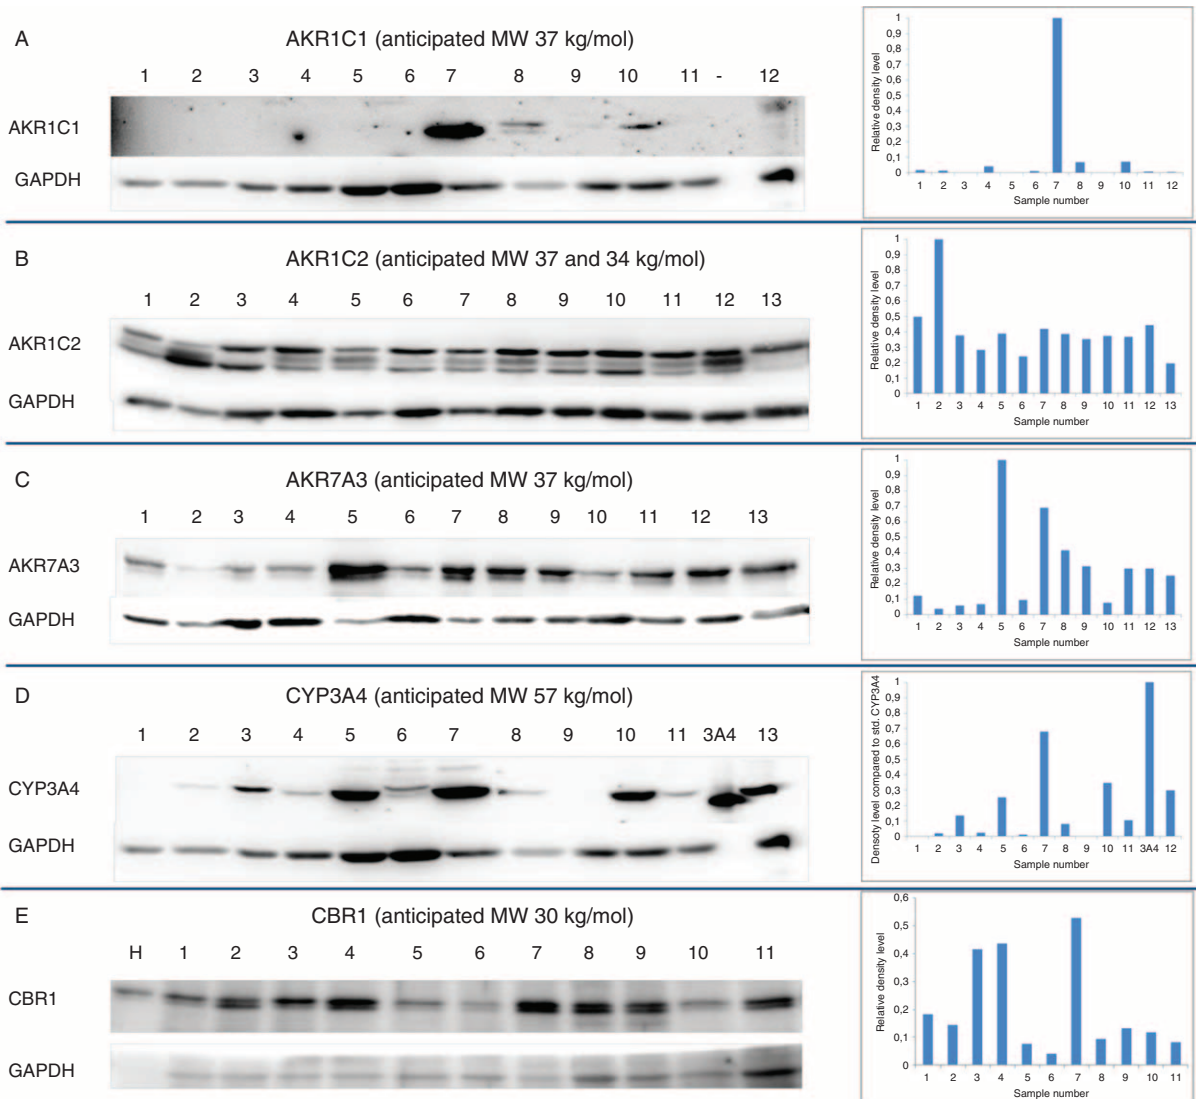 A
AKR1C1 (anticipated MW 37 kg/mol)
1 2 3 4 5 6 7 8 9 10 11 - 12
AKR1C1
GAPDH
Relative density level
1
0,9
0,8
0,7
0,6
0,5
0,4
0,3
0,2
0,1
0
1 2 3 4 5 6 7 8 9 10 11 12
Sample number
B
AKR1C2 (anticipated MW 37 and 34 kg/mol)
1 2 3 4 5 6 7 8 9 10 11 12 13
AKR1C2
GAPDH
Relative density level
1
0,9
0,8
0,7
0,6
0,5
0,4
0,3
0,2
0,1
0
1 2 3 4 5 6 7 8 9 10 11 12 13
Sample number
C
AKR7A3 (anticipated MW 37 kg/mol)
1 2 3 4 5 6 7 8 9 10 11 12 13
AKR7A3
GAPDH
Relative density level
1
0,9
0,8
0,7
0,6
0,5
0,4
0,3
0,2
0,1
0
1 2 3 4 5 6 7 8 9 10 11 12 13
Sample number
D
CYP3A4 (anticipated MW 57 kg/mol)
1 2 3 4 5 6 7 8 9 10 11 3A4 13
CYP3A4
GAPDH
Densoty level compared to std. CYP3A4
1
0,9
0,8
0,7
0,6
0,5
0,4
0,3
0,2
0,1
0
1 2 3 4 5 6 7 8 9 10 11 3A4 12
Sample number
E
CBR1 (anticipated MW 30 kg/mol)
H 1 2 3 4 5 6 7 8 9 10 11
CBR1
GAPDH
Relative density level
0,6
0,5
0,4
0,3
0,2
0,1
0
1 2 3 4 5 6 7 8 9 10 11
Sample number